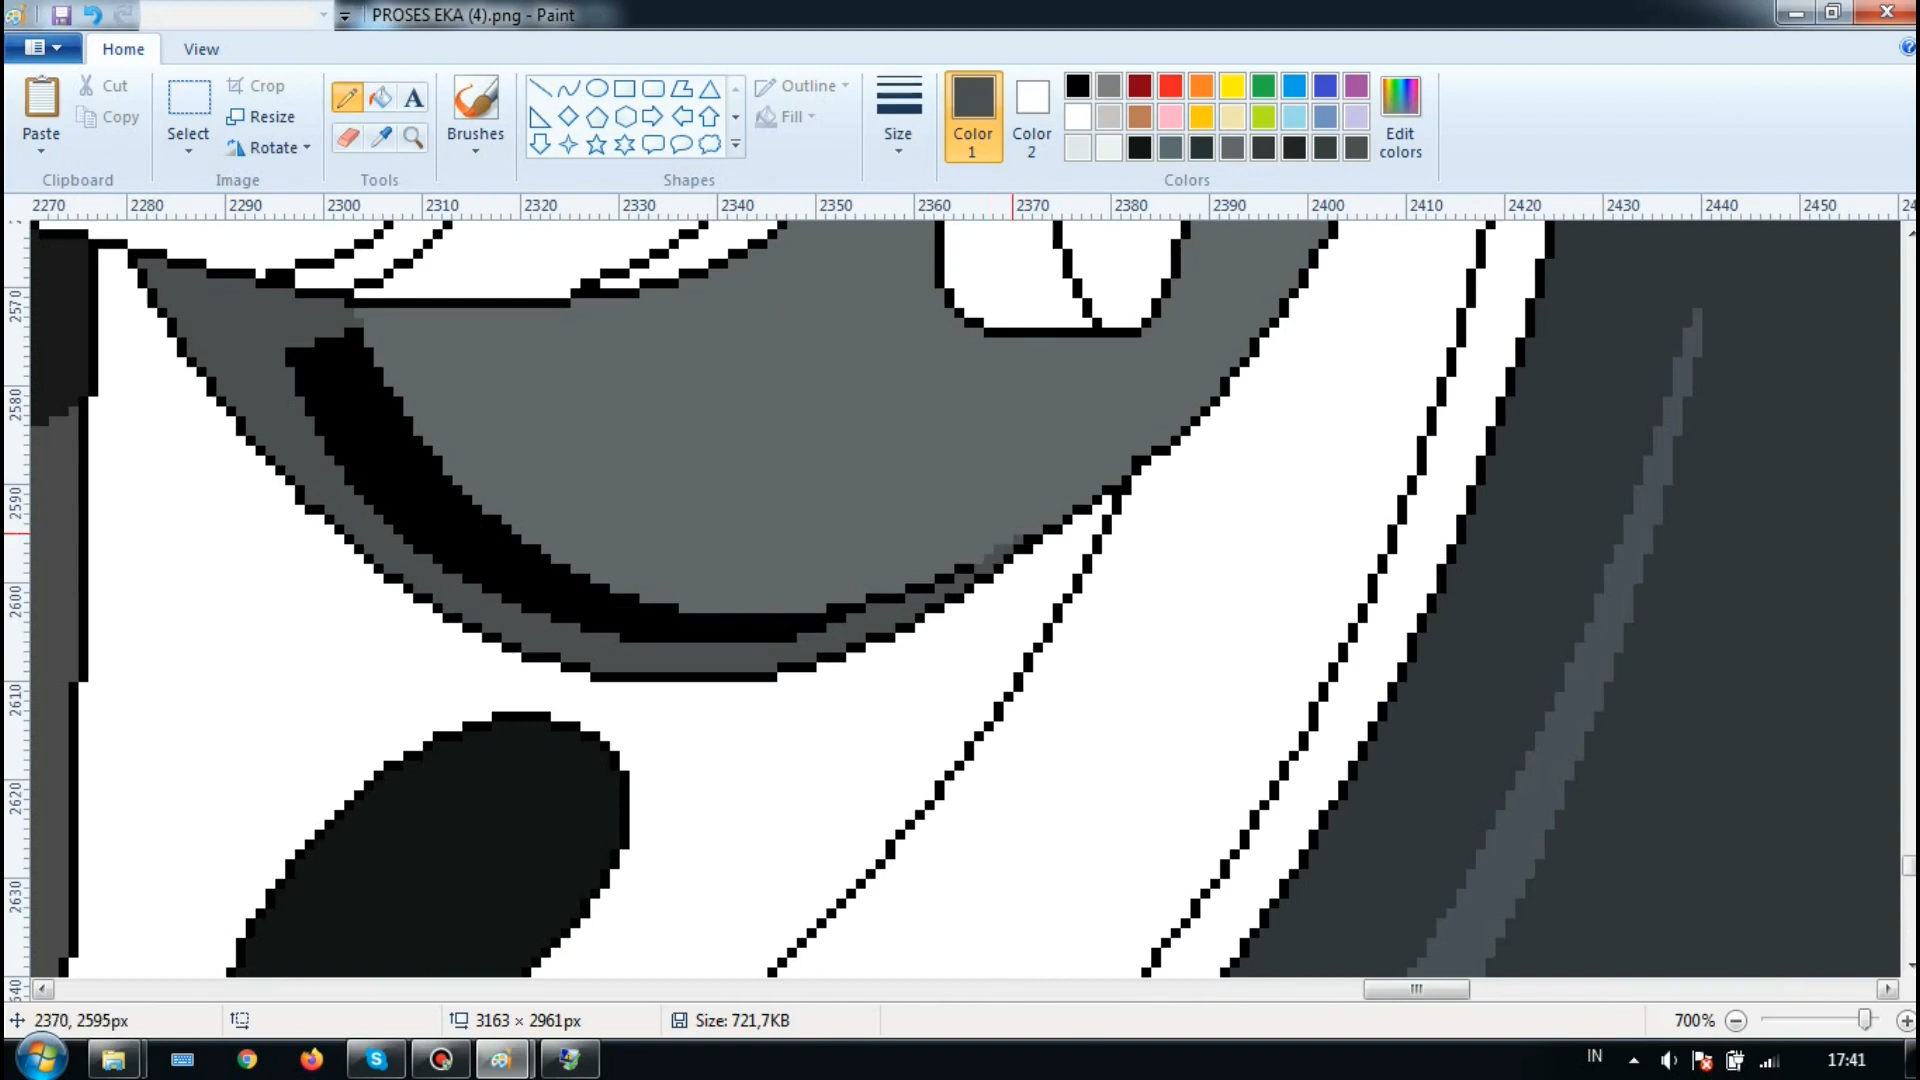 PROSES EKA (4).png - Paint
Home View
Paste
Cut
Copy
Clipboard
Select
Crop
Resize
Rotate
Image
A
Tools
Brushes
Shapes
Outline
Fill
Size
Color 1
Color 2
Edit colors
Colors
2270 2280 2290 2300 2310 2320 2330 2340 2350 2360 2370 2380 2390 2400 2410 2420 2430 2440 2450
2570
2580
2590
2600
2610
2620
2630
2370, 2595px
3163 × 2961px
Size: 721,7KB
700%
IN
17:41